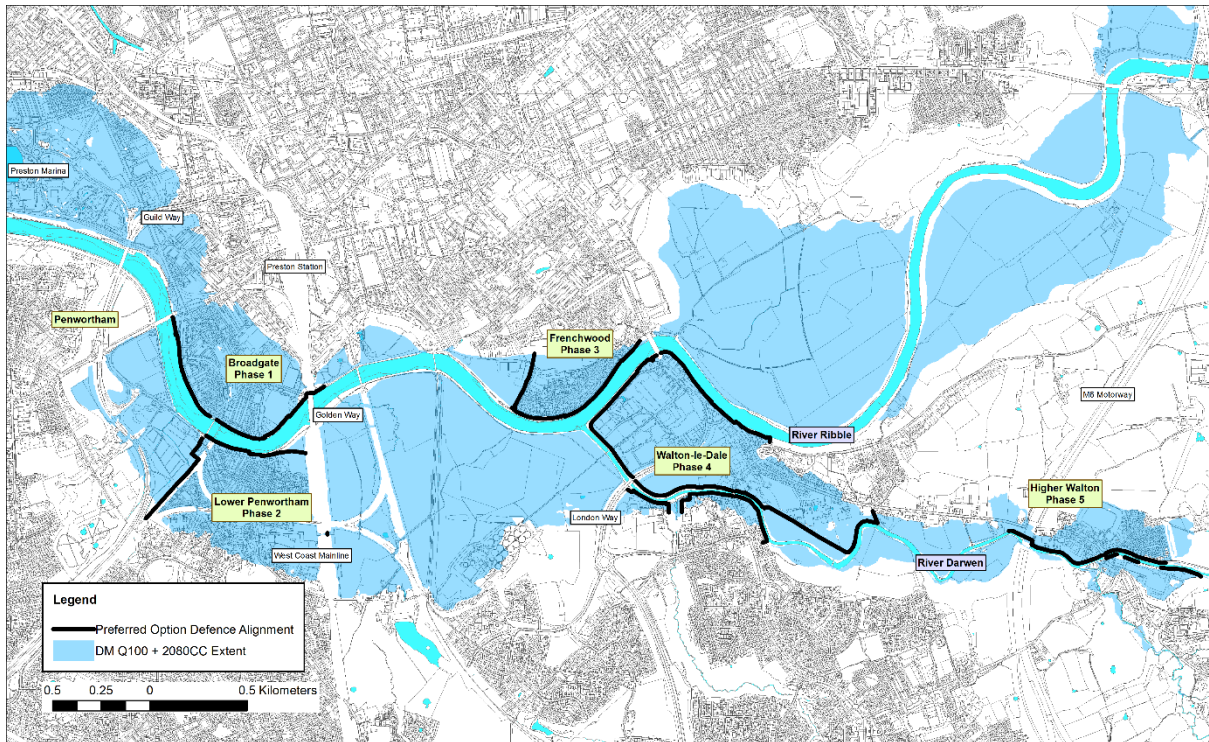 Preston Marina
Guild Way
Preston Station
Penwortham
Broadgate
Phase 1
Golden Way
Frenchwood
Phase 3
M6 Motorway
River Ribble
Walton-le-Dale
Phase 4
Higher Walton
Phase 5
Lower Penwortham
Phase 2
London Way
West Coast Mainline
River Darwen
Legend
Preferred Option Defence Alignment
DM Q100 + 2080CC Extent
0.5 0.25 0 0.5 Kilometers